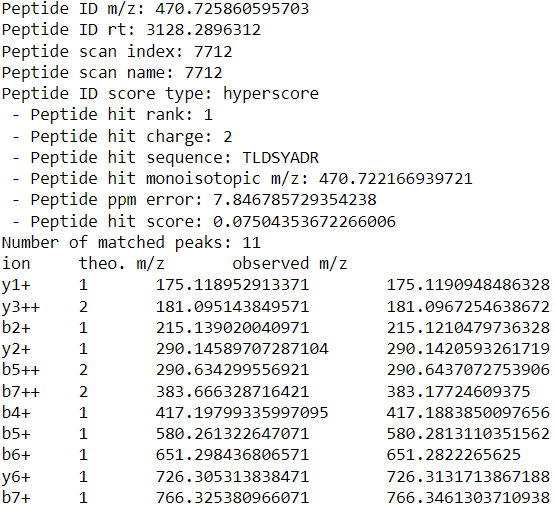 Peptide ID m/z: 470.725860595703
Peptide ID rt: 3128.2896312
Peptide scan index: 7712
Peptide scan name: 7712
Peptide ID score type: hyperscore
- Peptide hit rank: 1
- Peptide hit charge: 2
- Peptide hit sequence: TLDSYADR
- Peptide hit monoisotopic m/z: 470.722166939721
- Peptide ppm error: 7.846785729354238
- Peptide hit score: 0.07504353672266006
Number of matched peaks: 11
ion theo. m/z observed m/z
y1+ 1 175.118952913371 175.1190948486328
y3++ 2 181.095143849571 181.0967254638672
b2+ 1 215.139020040971 215.1210479736328
y2+ 1 290.14589707287104 290.1420593261719
b5++ 2 290.634299556921 290.6437072753906
b7++ 2 383.666328716421 383.17724609375
b4+ 1 417.19799335997095 417.1883850097656
b5+ 1 580.261322647071 580.2813110351562
b6+ 1 651.298436806571 651.2822265625
y6+ 1 726.305313838471 726.3131713867188
b7+ 1 766.325380966071 766.3461303710938